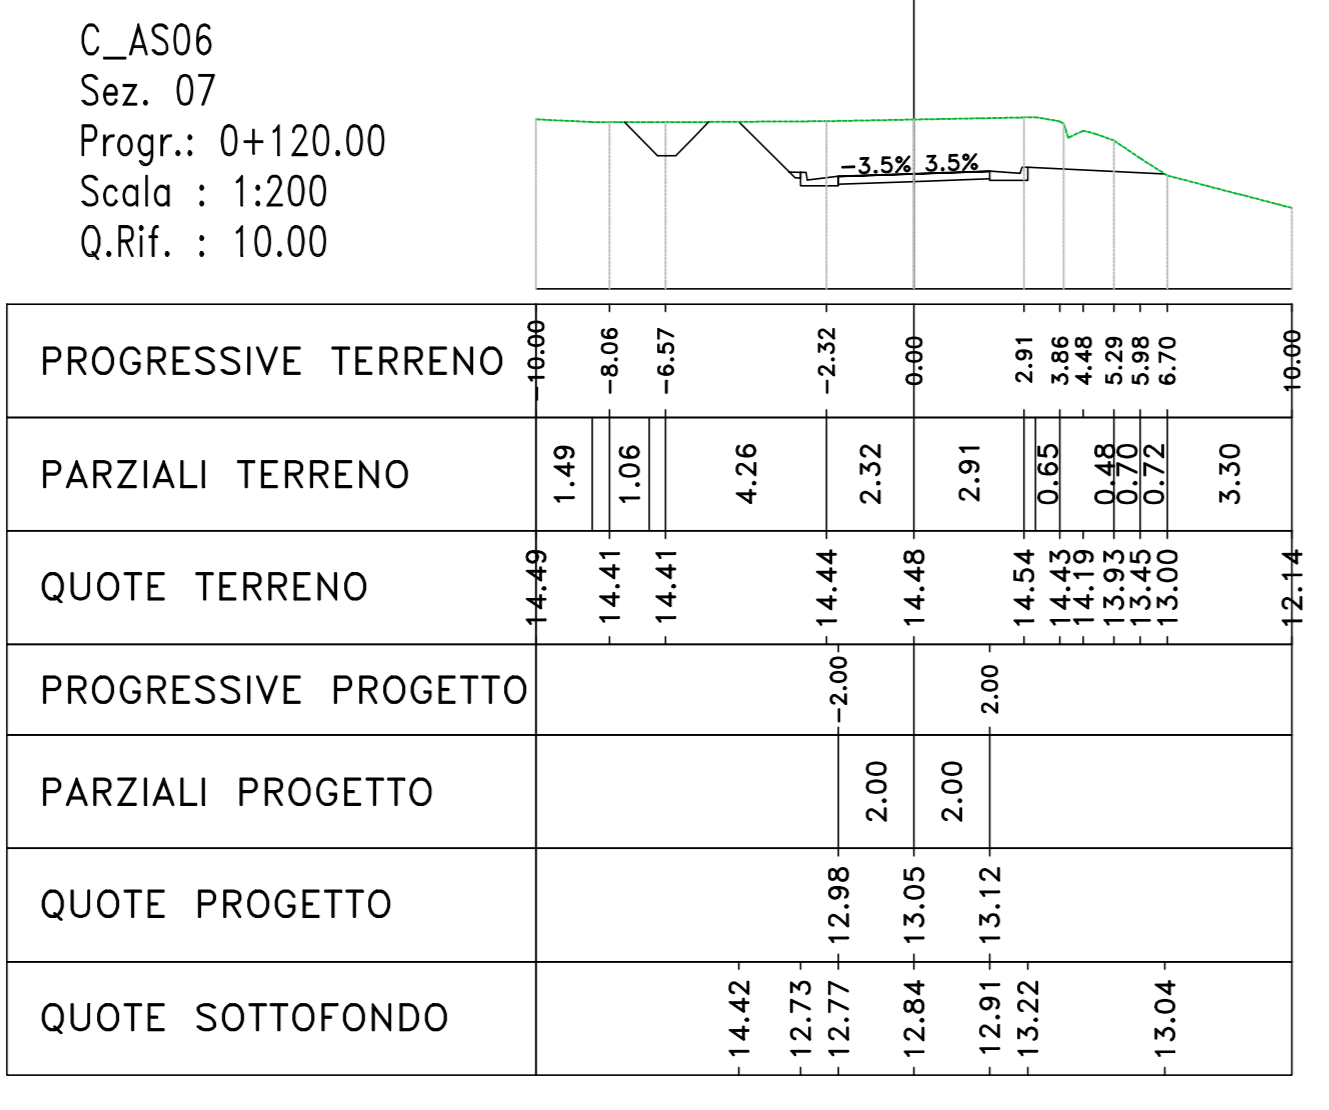 C_AS06
Sez. 07
Progr.: 0+120.00
Scala : 1:200
Q.Rif. : 10.00
-3.5% 3.5%
PROGRESSIVE TERRENO -10.00 -8.06 -6.57 -2.32 0.00 2.91 3.86 4.48 5.29 5.98 6.70 10.00
PARZIALI TERRENO 1.49 1.06 4.26 2.32 2.91 0.65 0.48 0.70 0.72 3.30
QUOTE TERRENO 14.49 14.41 14.41 14.44 14.48 14.54 14.43 14.19 13.93 13.45 13.00 12.14
PROGRESSIVE PROGETTO -2.00 2.00
PARZIALI PROGETTO 2.00 2.00
QUOTE PROGETTO 12.98 13.05 13.12
QUOTE SOTTOFONDO 14.42 12.73 12.77 12.84 12.91 13.22 13.04